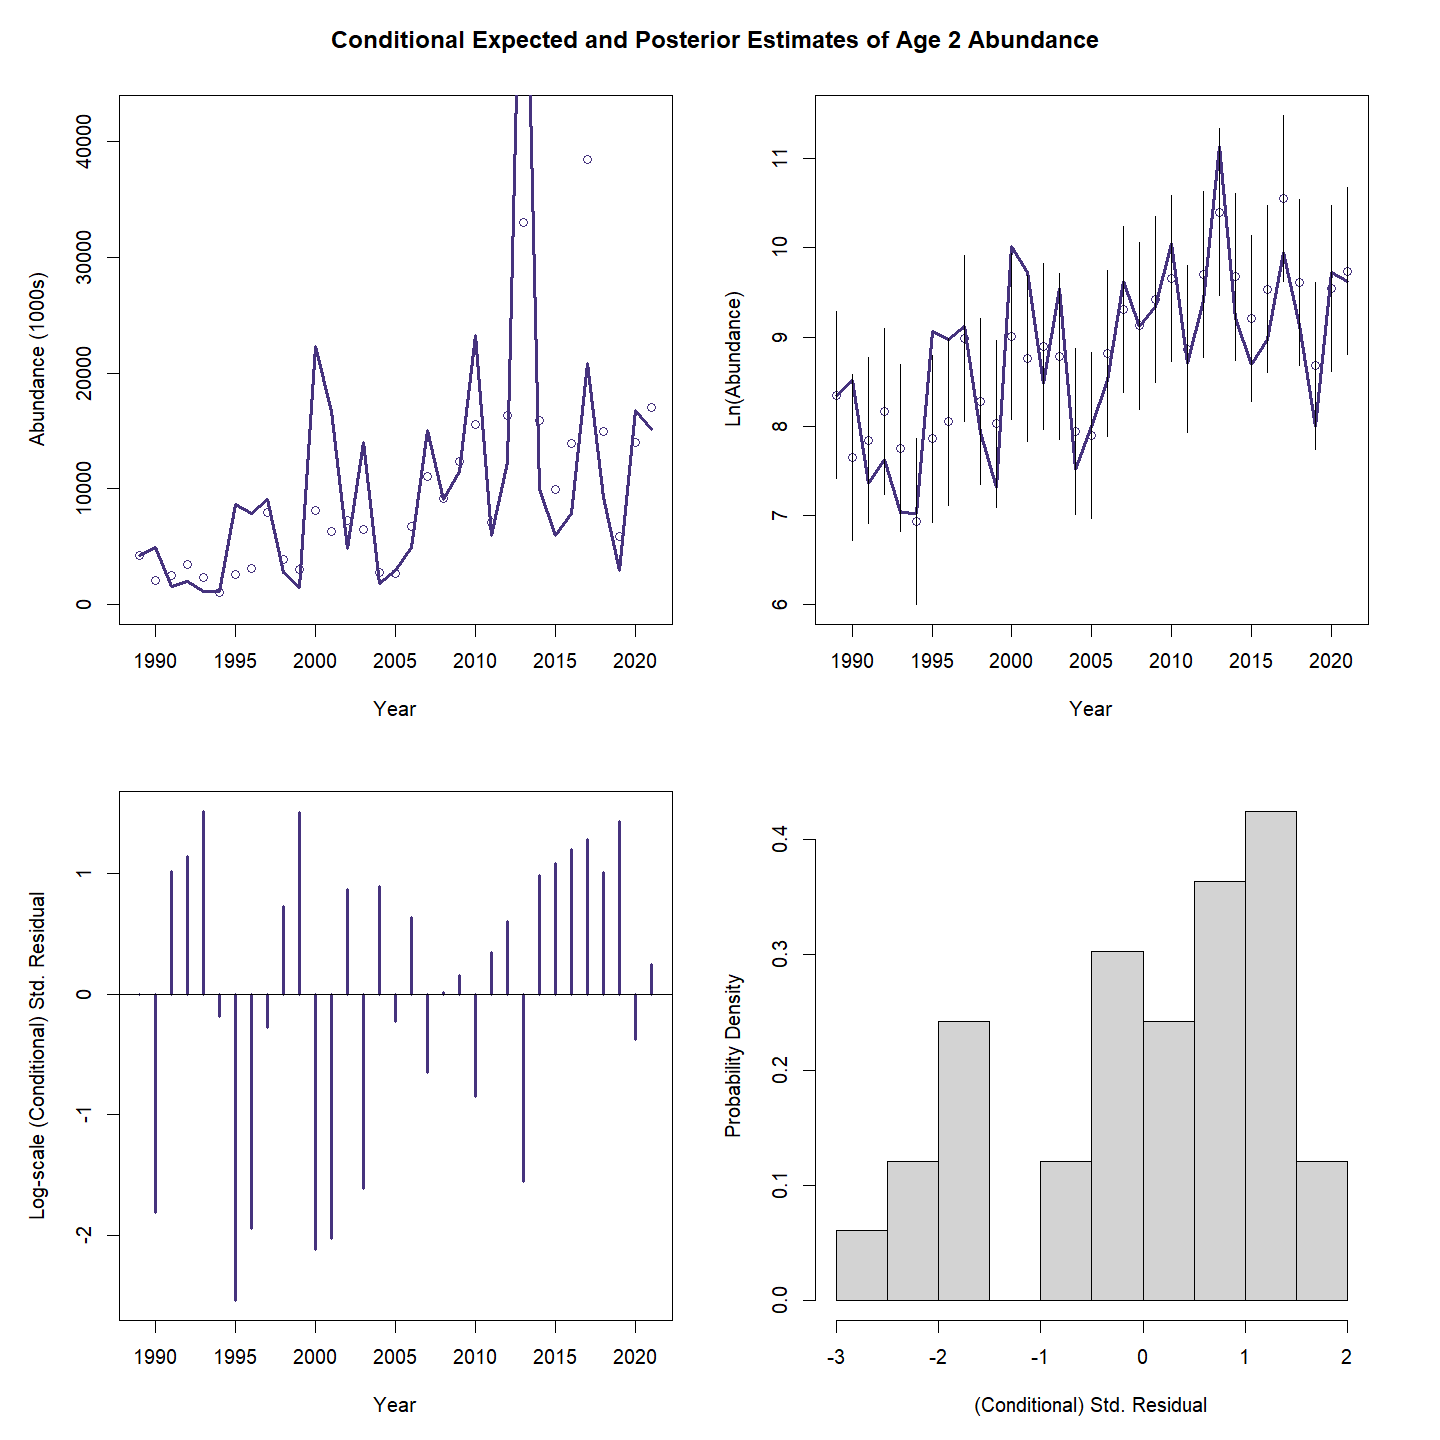 Conditional Expected and Posterior Estimates of Age 2 Abundance
Abundance (1000s)
40000
30000
20000
10000
0
1990 1995 2000 2005 2010 2015 2020
Year
Ln(Abundance)
11
10
9
8
7
6
1990 1995 2000 2005 2010 2015 2020
Year
Log-scale (Conditional) Std. Residual
1
0
-1
-2
1990 1995 2000 2005 2010 2015 2020
Year
Probability Density
0.4
0.3
0.2
0.1
0.0
-3 -2 -1 0 1 2
(Conditional) Std. Residual